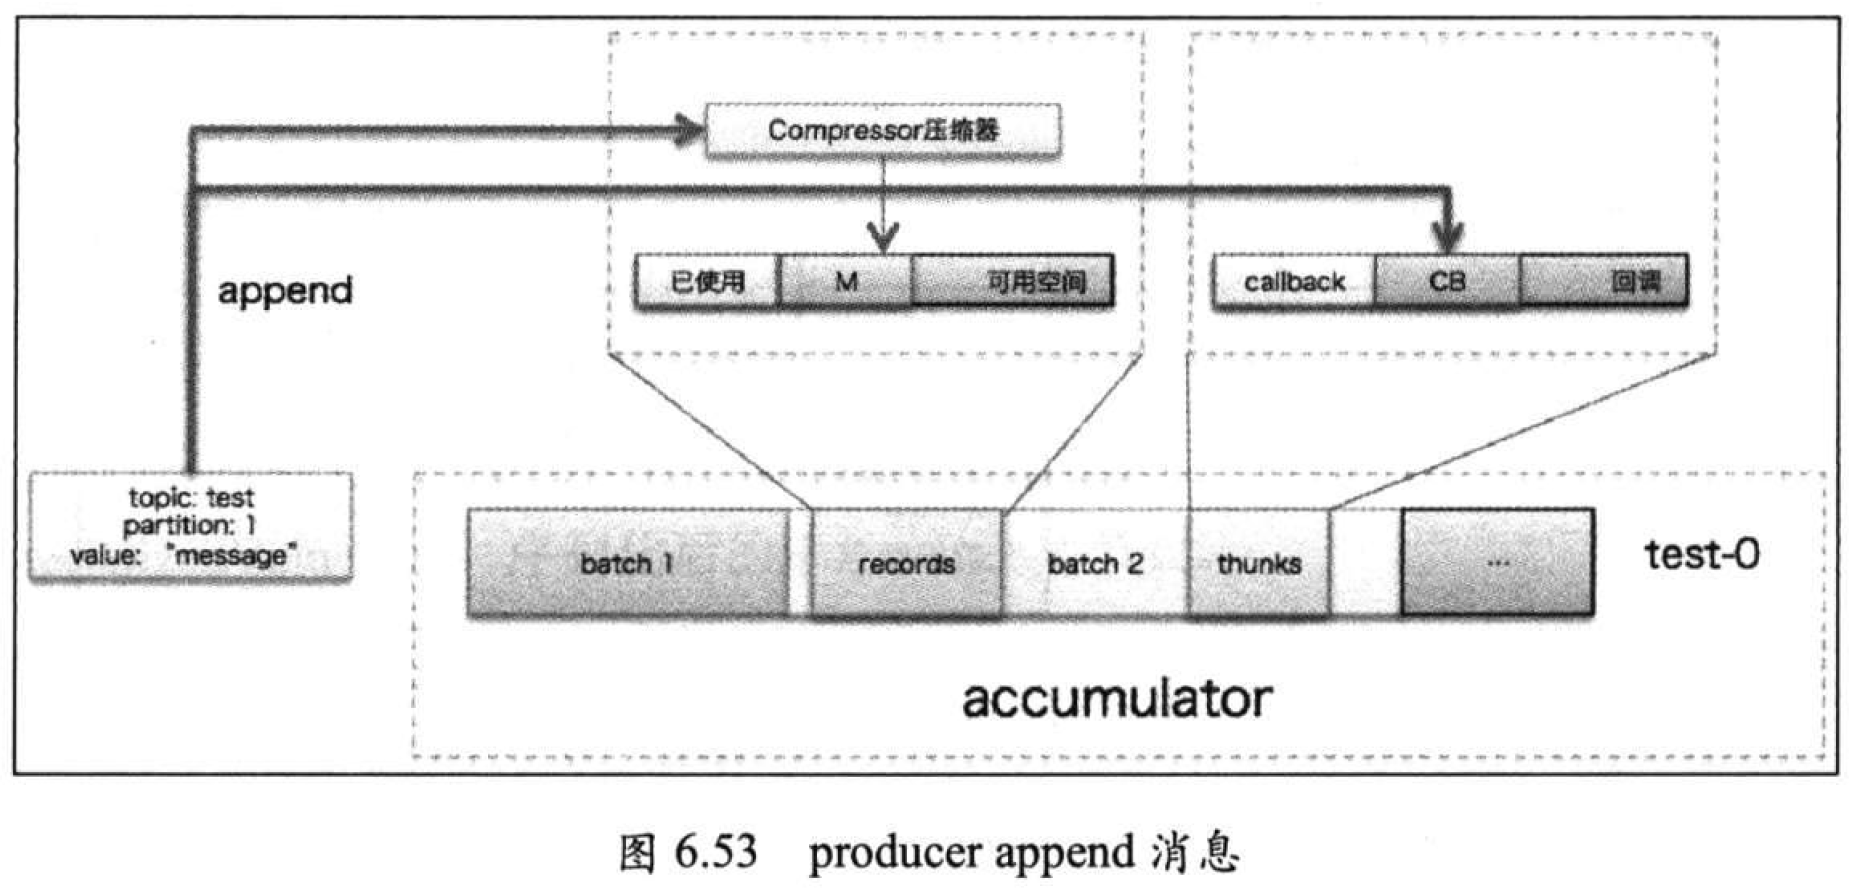 Compressor压缩器
append
已使用 M 可用空间
callback CB 回调
topic: test
partition: 1
value: "message"
batch 1 records batch 2 thunks ... test-0
accumulator
图 6.53 producer append 消息